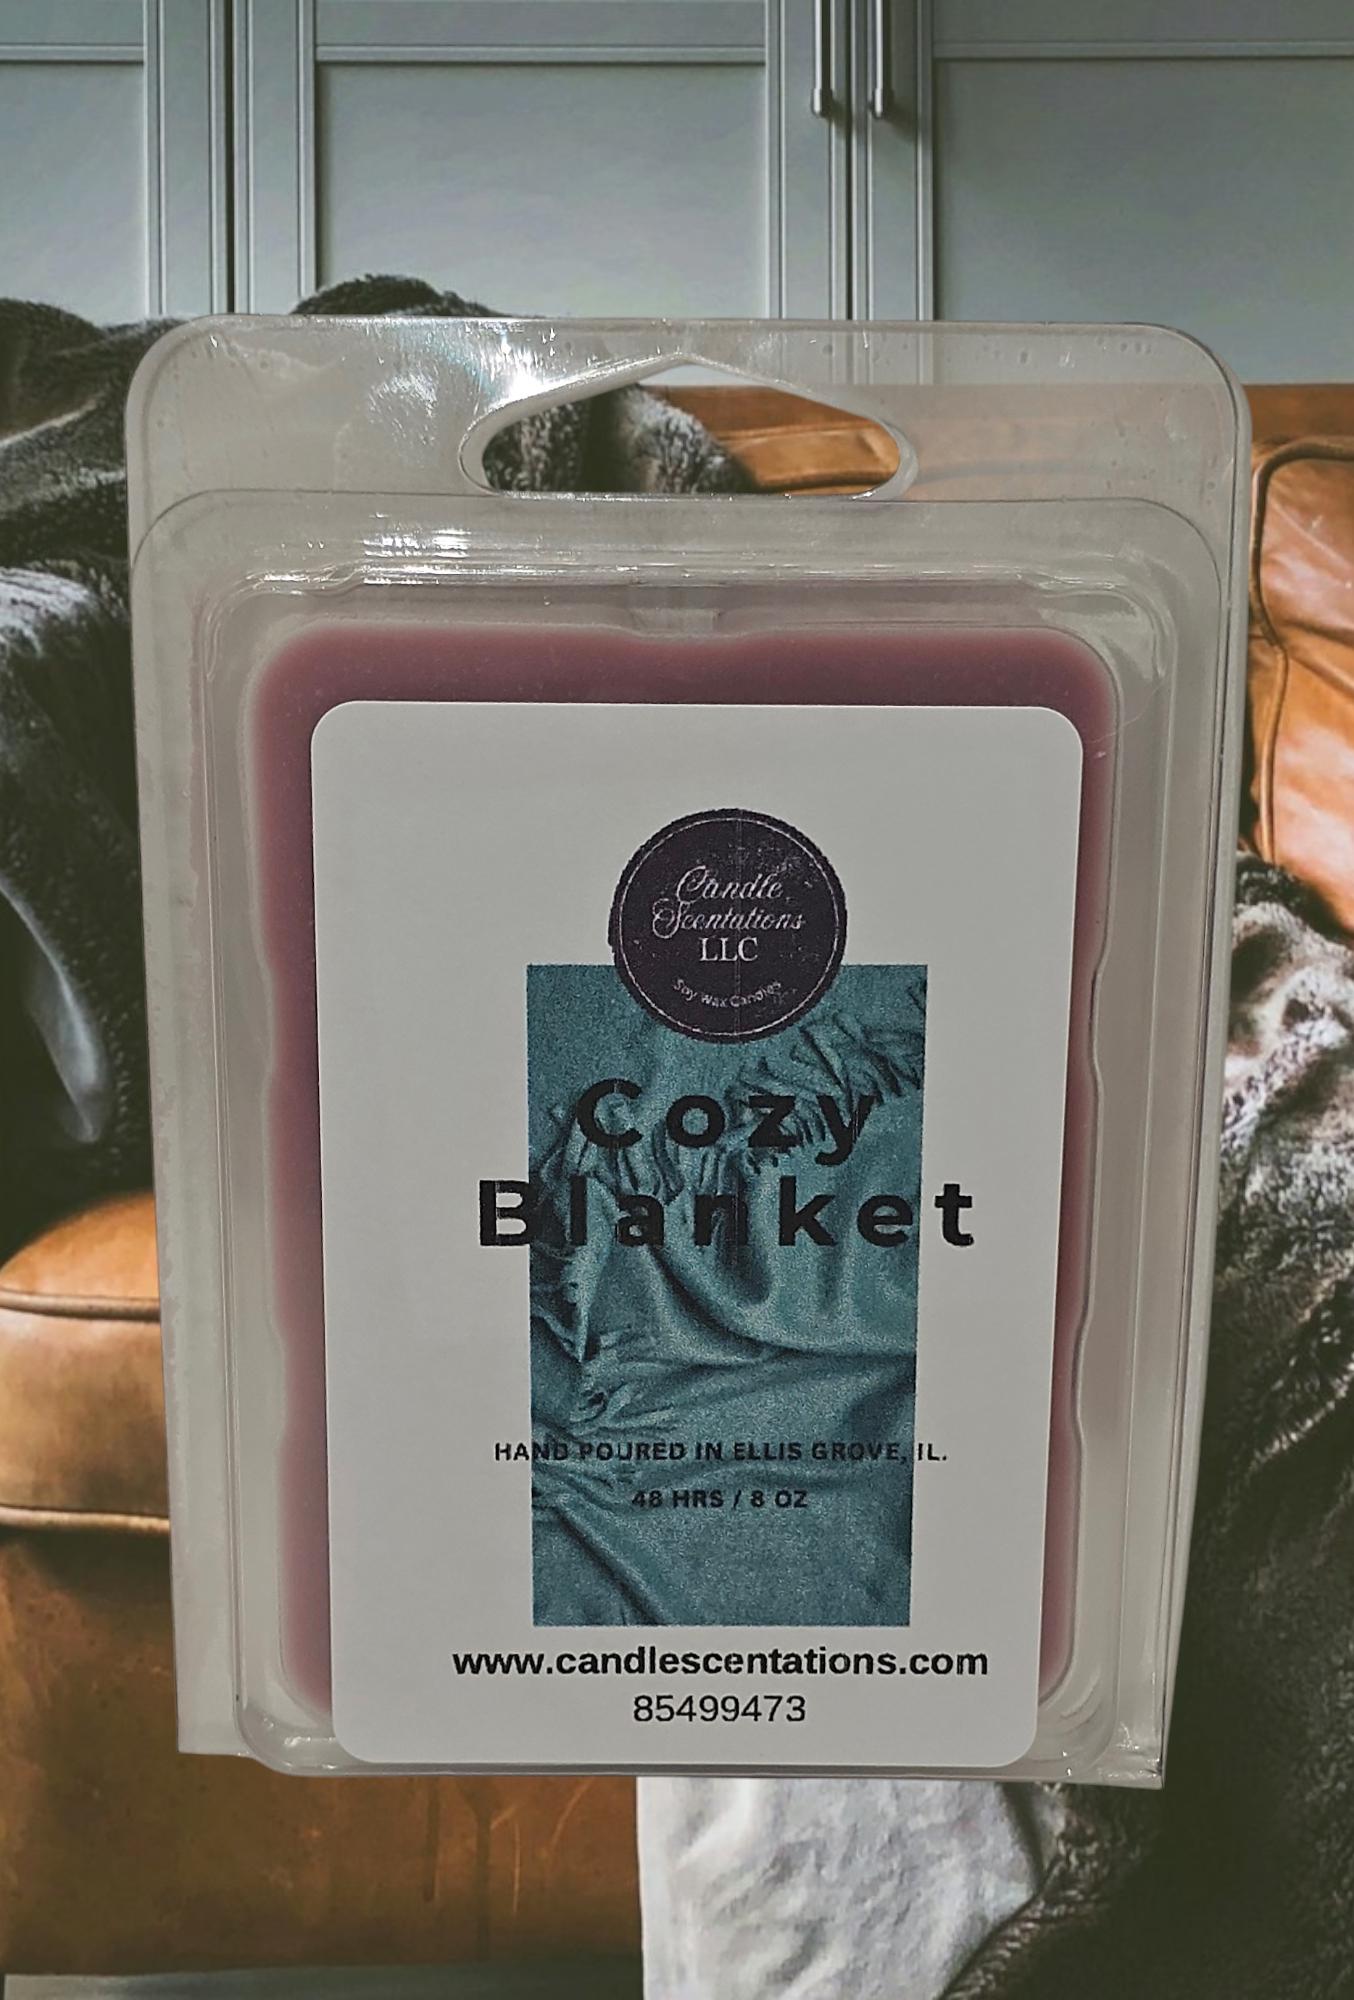 Candle
Scentations
LLC
Soy Wax Candles
Cozy
Blanket
HAND POURED IN ELLIS GROVE, IL.
48 HRS / 8 OZ
www.candlescentations.com
85499473